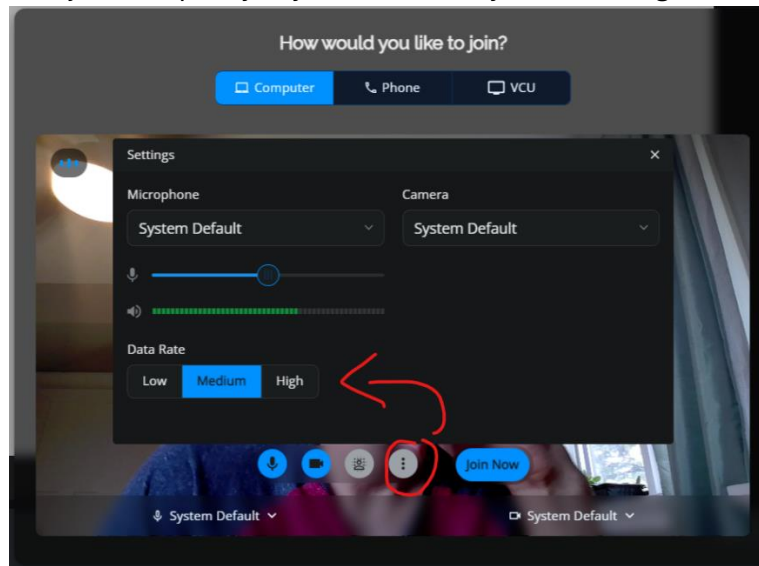 How would you like to join?
Computer Phone VCU
Settings
Microphone Camera
System Default System Default
Data Rate
Low Medium High
Join Now
System Default System Default